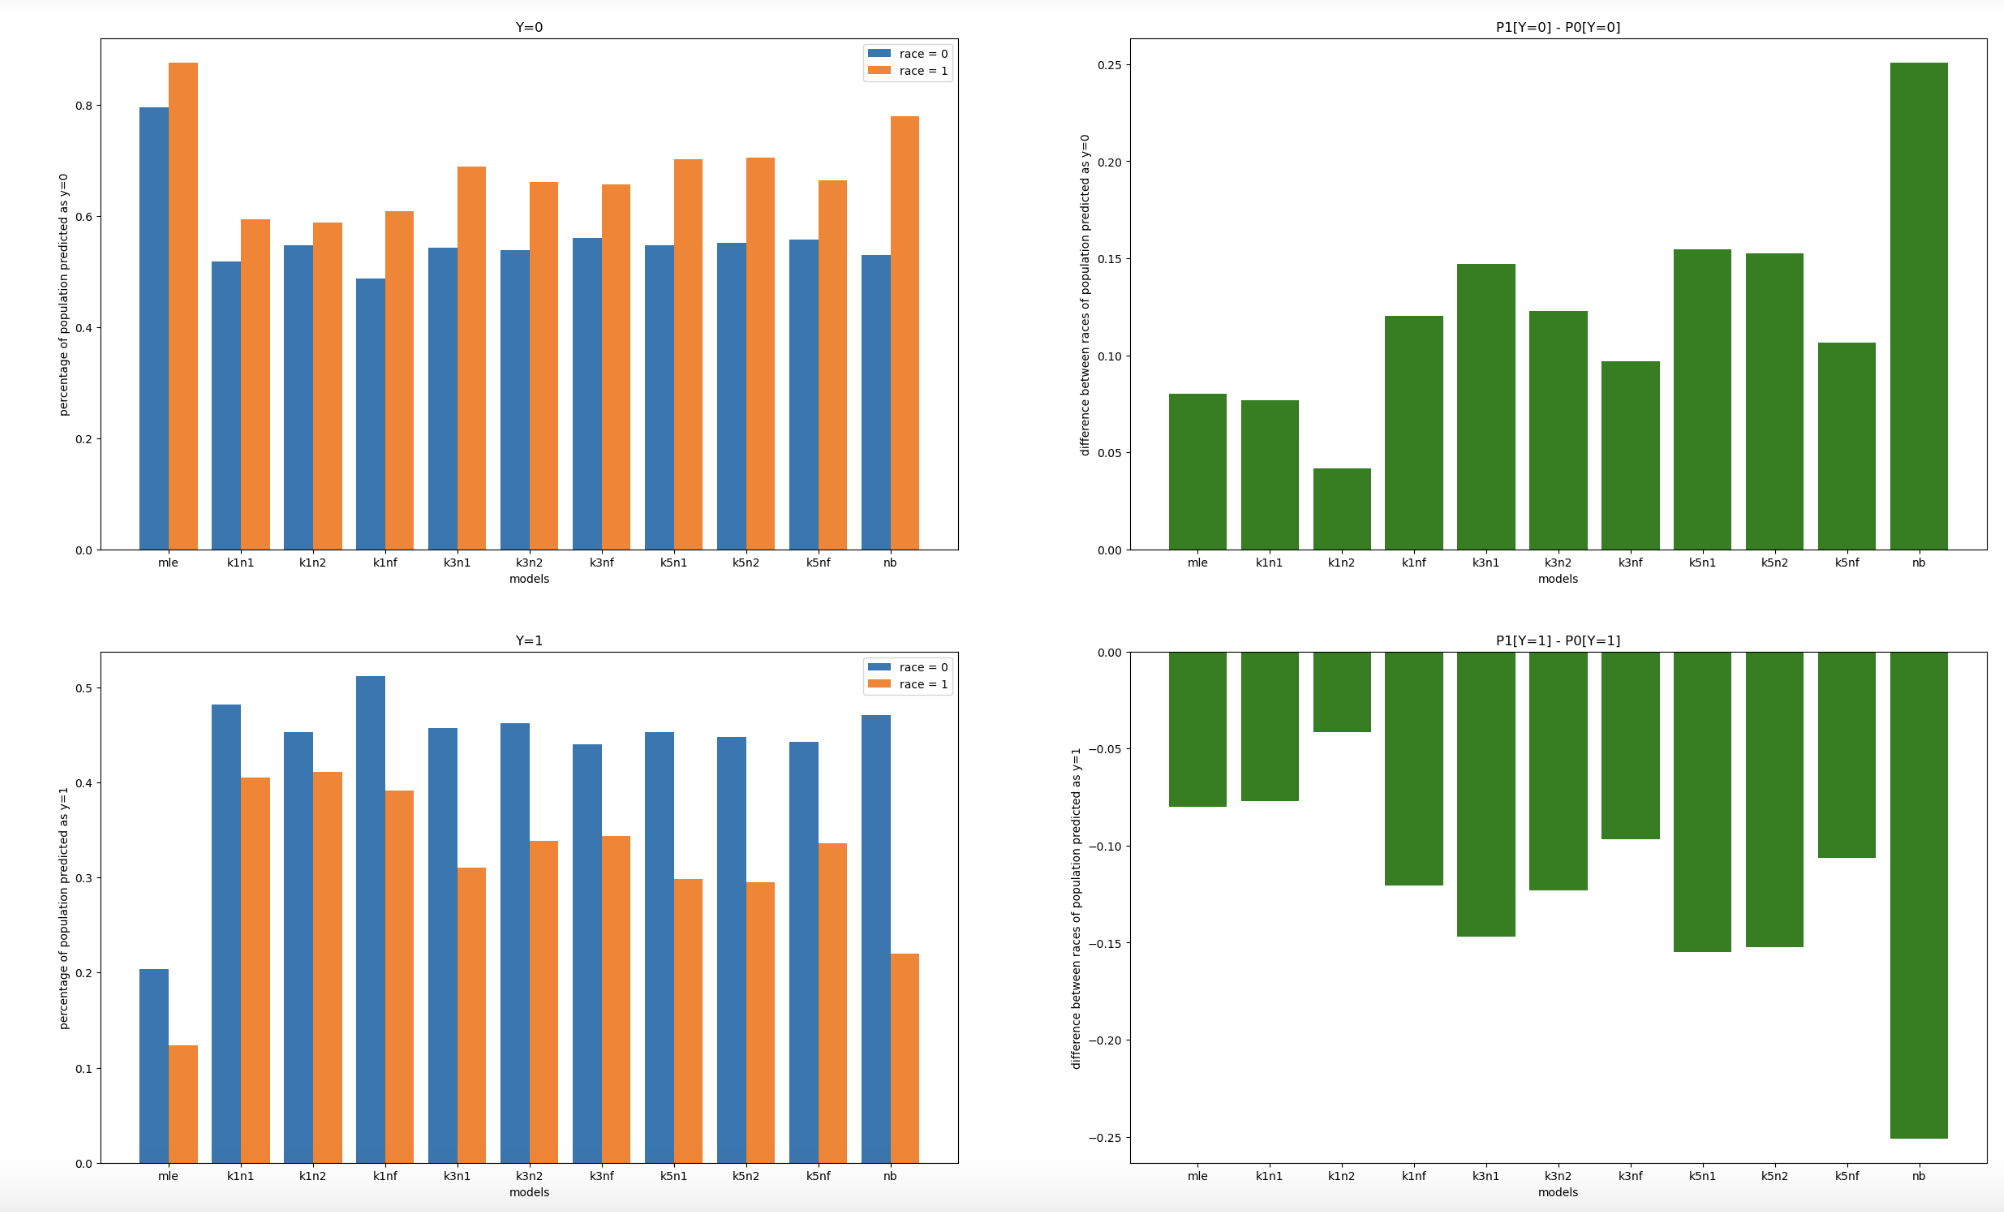 Y=0
race = 0
race = 1
percentage of population predicted as y=0
0.8
0.6
0.4
0.2
0.0
mle k1n1 k1n2 k1nf k3n1 k3n2 k3nf k5n1 k5n2 k5nf nb
models
P1[Y=0] - P0[Y=0]
difference between races of population predicted as y=0
0.25
0.20
0.15
0.10
0.05
0.00
mle k1n1 k1n2 k1nf k3n1 k3n2 k3nf k5n1 k5n2 k5nf nb
models
Y=1
race = 0
race = 1
percentage of population predicted as y=1
0.5
0.4
0.3
0.2
0.1
0.0
mle k1n1 k1n2 k1nf k3n1 k3n2 k3nf k5n1 k5n2 k5nf nb
models
P1[Y=1] - P0[Y=1]
difference between races of population predicted as y=1
0.00
−0.05
−0.10
−0.15
−0.20
−0.25
mle k1n1 k1n2 k1nf k3n1 k3n2 k3nf k5n1 k5n2 k5nf nb
models